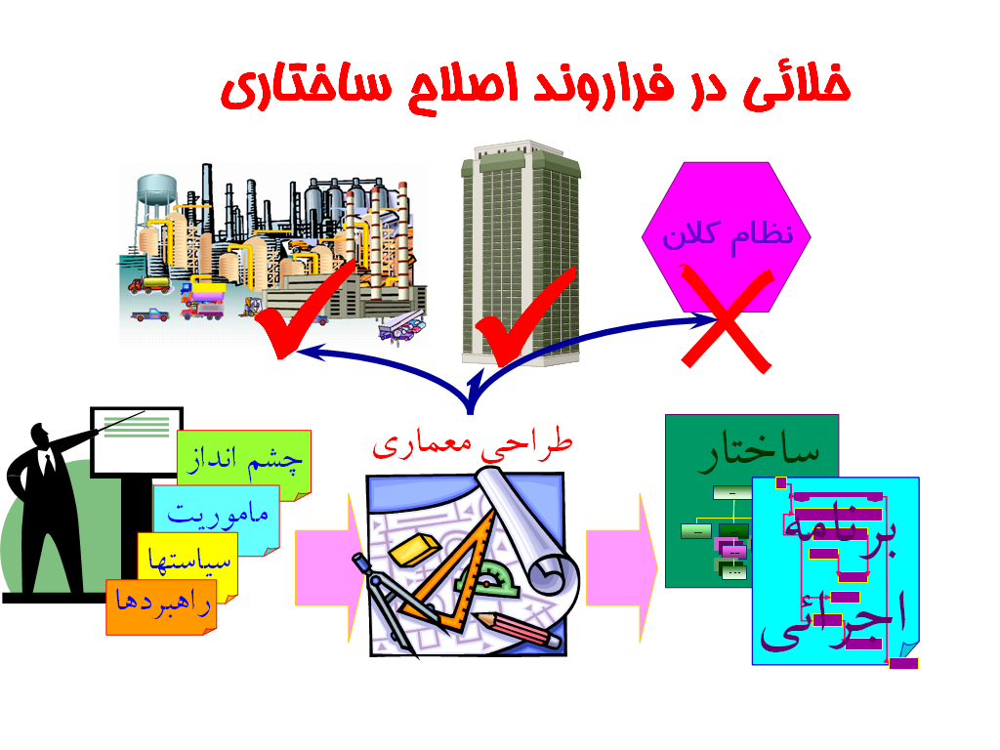 خلائی در فراروند اصلاح ساختاری
نظام کلان
طراحی معماری
چشم انداز
ماموریت
سیاستها
راهبردها
ساختار
برنامه
اجرائی